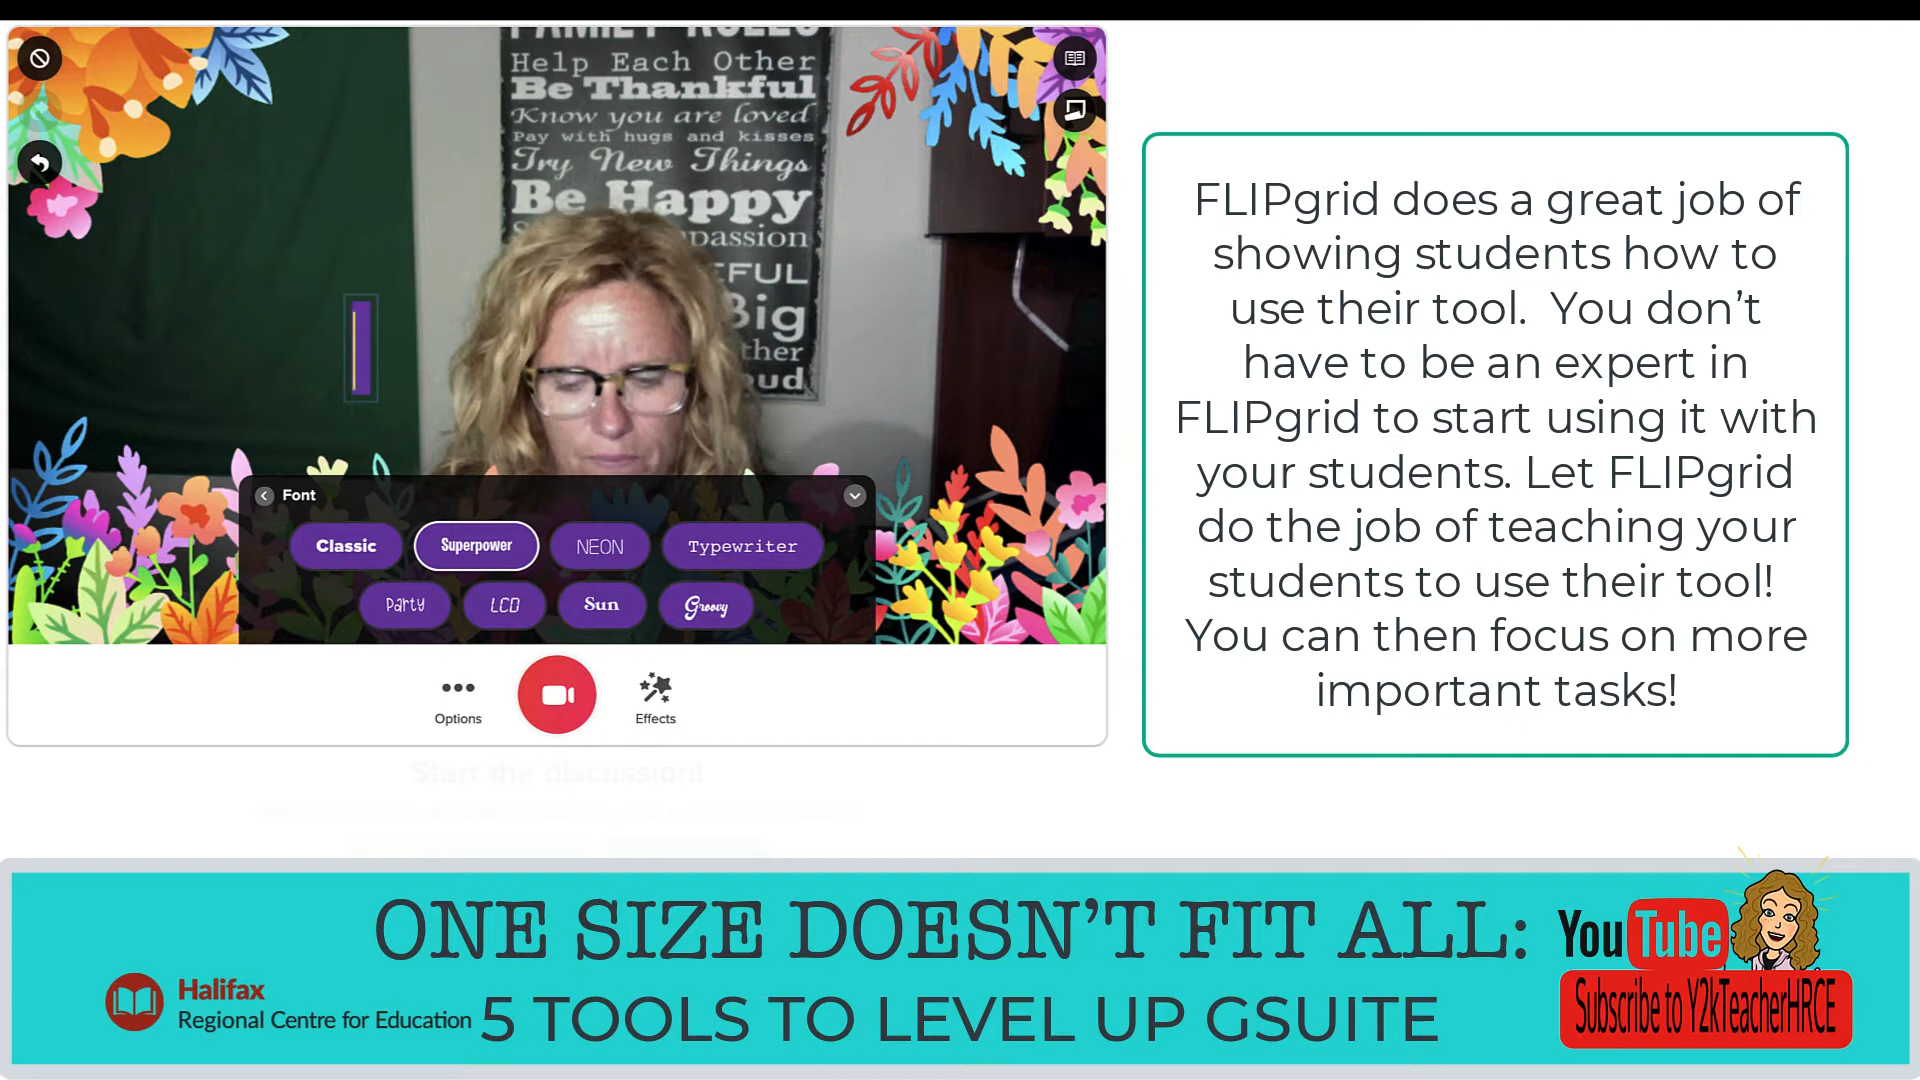 FAMILY RULES
Help Each Other
Be Thankful
Know you are loved
Pay with hugs and kisses
Try New Things
Be Happy
Font
Classic
Superpower
NEON
Typewriter
Party
LCD
Sun
Groovy
Options
Effects
Start the discussion!
FLIPgrid does a great job of
showing students how to
use their tool.  You don’t
have to be an expert in
FLIPgrid to start using it with
your students. Let FLIPgrid
do the job of teaching your
students to use their tool!
You can then focus on more
important tasks!
ONE SIZE DOESN’T FIT ALL:
5 TOOLS TO LEVEL UP GSUITE
Halifax
Regional Centre for Education
YouTube
Subscribe to Y2kTeacherHRCE